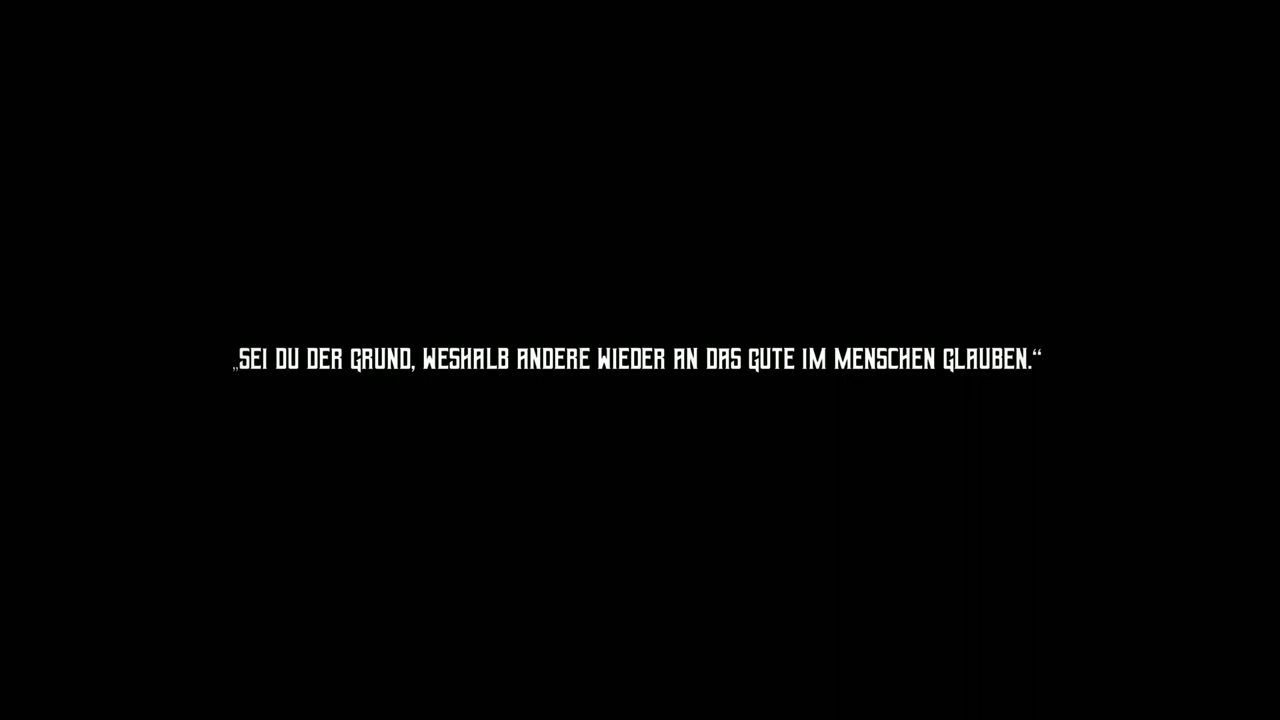 „SEI DU DER GRUND, WESHALB ANDERE WIEDER AN DAS GUTE IM MENSCHEN GLAUBEN.“